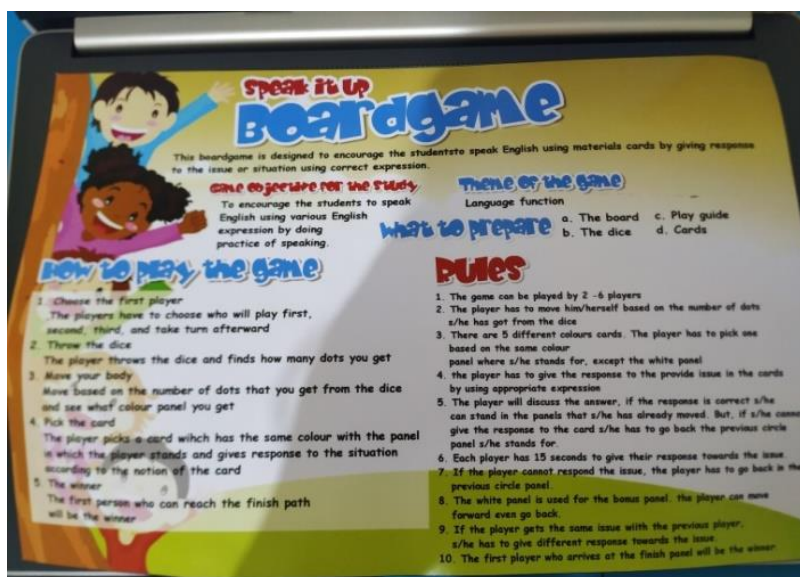 Speak it up
Boardgame
This boardgame is designed to encourage the studentsto speak English using materials cards by giving response
to the issue or situation using correct expression.
Game objective for the study
To encourage the students to speak
English using various English
expression by doing
practice of speaking.
Theme of the game
Language function
What to prepare
a. The board
b. The dice
c. Play guide
d. Cards
How to play the game
1. Choose the first player
The players have to choose who will play first,
second, third, and take turn afterward
2. Throw the dice
The player throws the dice and finds how many dots you get
3. Move your body
Move based on the number of dots that you get from the dice
and see what colour panel you get
4. Pick the card
The player picks a card wihch has the same colour with the panel
in which the player stands and gives response to the situation
according to the notion of the card
5. The winner
The first person who can reach the finish path
will be the winner
Rules
1. The game can be played by 2 -6 players
2. The player has to move him/herself based on the number of dots
s/he has got from the dice
3. There are 5 different colours cards. The player has to pick one
based on the same colour
panel where s/he stands for, except the white panel
4. the player has to give the response to the provide issue in the cards
by using appropriate expression
5. The player will discuss the answer, if the response is correct s/he
can stand in the panels that s/he has already moved. But, if s/he cannot
give the response to the card s/he has to go back the previous circle
panel s/he stands for.
6. Each player has 15 seconds to give their response towards the issue.
7. If the player cannot respond the issue, the player has to go back in the
previous circle panel.
8. The white panel is used for the bonus panel. the player can move
forward even go back.
9. If the player gets the same issue wiith the previous player,
s/he has to give different response towards the issue.
10. The first player who arrives at the finish panel will be the winner